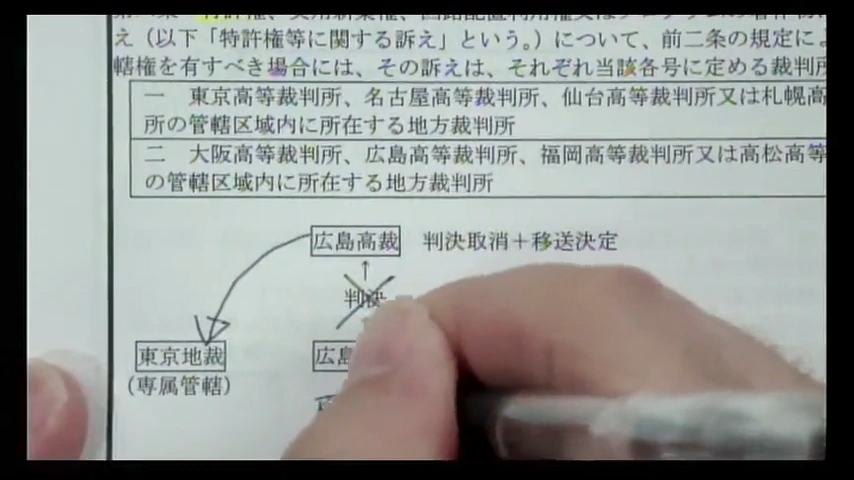 え（以下「特許権等に関する訴え」という。）について、前二条の規定によ
轄権を有すべき場合には、その訴えは、それぞれ当該各号に定める裁判所
一 東京高等裁判所、名古屋高等裁判所、仙台高等裁判所又は札幌高
所の管轄区域内に所在する地方裁判所
二 大阪高等裁判所、広島高等裁判所、福岡高等裁判所又は高松高等
の管轄区域内に所在する地方裁判所
広島高裁 判決取消＋移送決定
↑
判決
東京地裁 広島
（専属管轄）